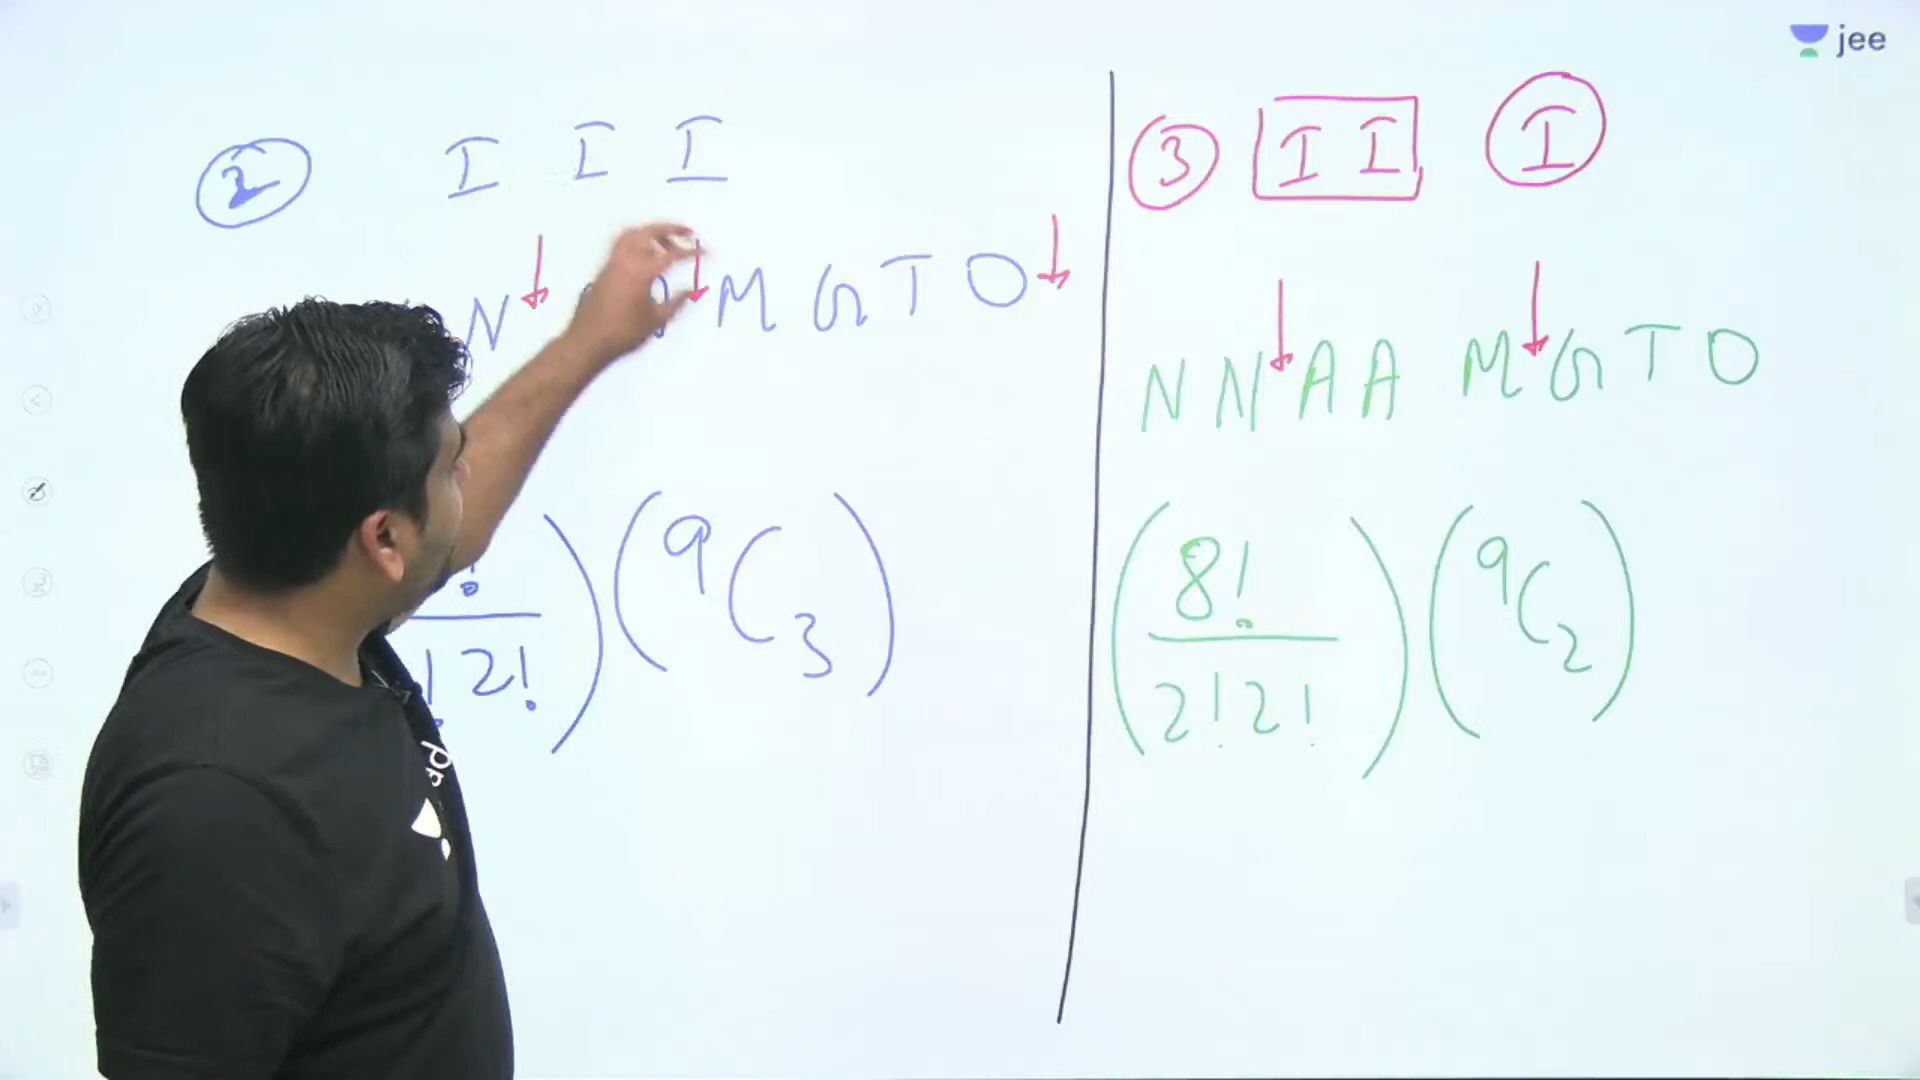 jee
② I I I
N M G T O
! / ! 2! ) ( 9C3 )
③ I I I
N N A A M G T O
( 8! / 2! 2! ) ( 9C2 )